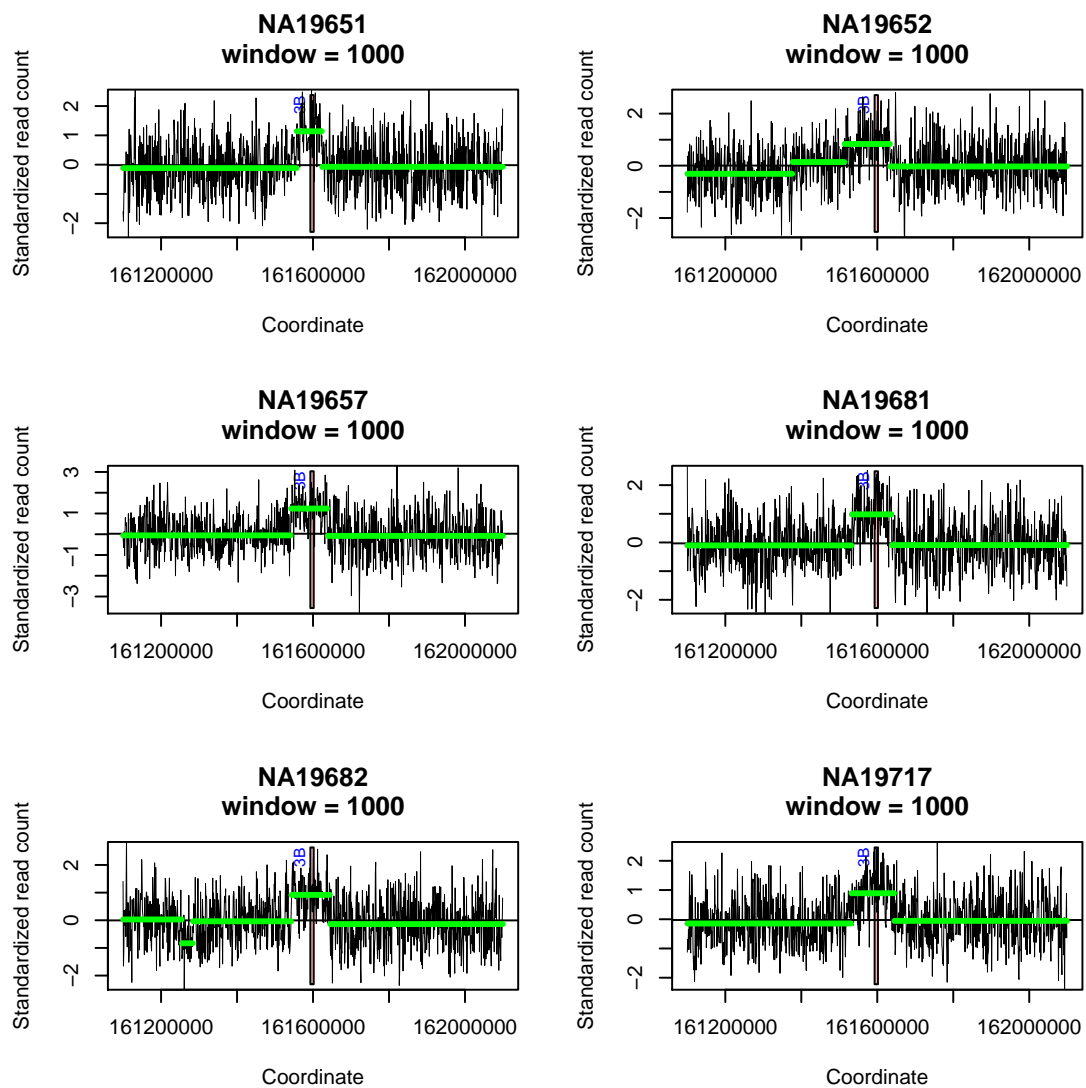 NA19651
window = 1000
Standardized read count
2
1
0
−2
3B
161200000
161600000
162000000
Coordinate
NA19652
window = 1000
Standardized read count
2
0
−2
3B
161200000
161600000
162000000
Coordinate
NA19657
window = 1000
Standardized read count
3
1
−1
−3
3B
161200000
161600000
162000000
Coordinate
NA19681
window = 1000
Standardized read count
2
0
−2
3B
161200000
161600000
162000000
Coordinate
NA19682
window = 1000
Standardized read count
2
0
−2
3B
161200000
161600000
162000000
Coordinate
NA19717
window = 1000
Standardized read count
2
1
0
−2
3B
161200000
161600000
162000000
Coordinate